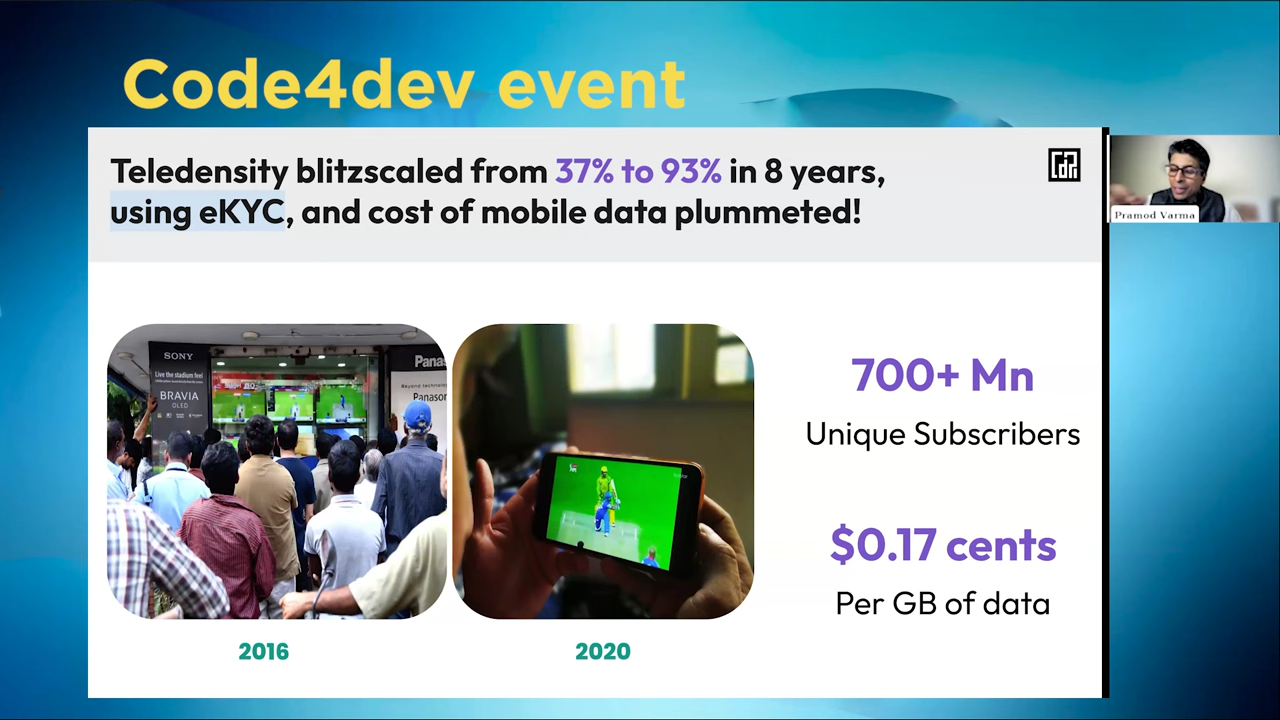 Code4dev event
Teledensity blitzscaled from 37% to 93% in 8 years,
using eKYC, and cost of mobile data plummeted!
Pramod Varma
SONY
Live the stadium feel
BRAVIA
OLED
Panas
Beyond technology
Panason
700+ Mn
Unique Subscribers
$0.17 cents
Per GB of data
2016
2020